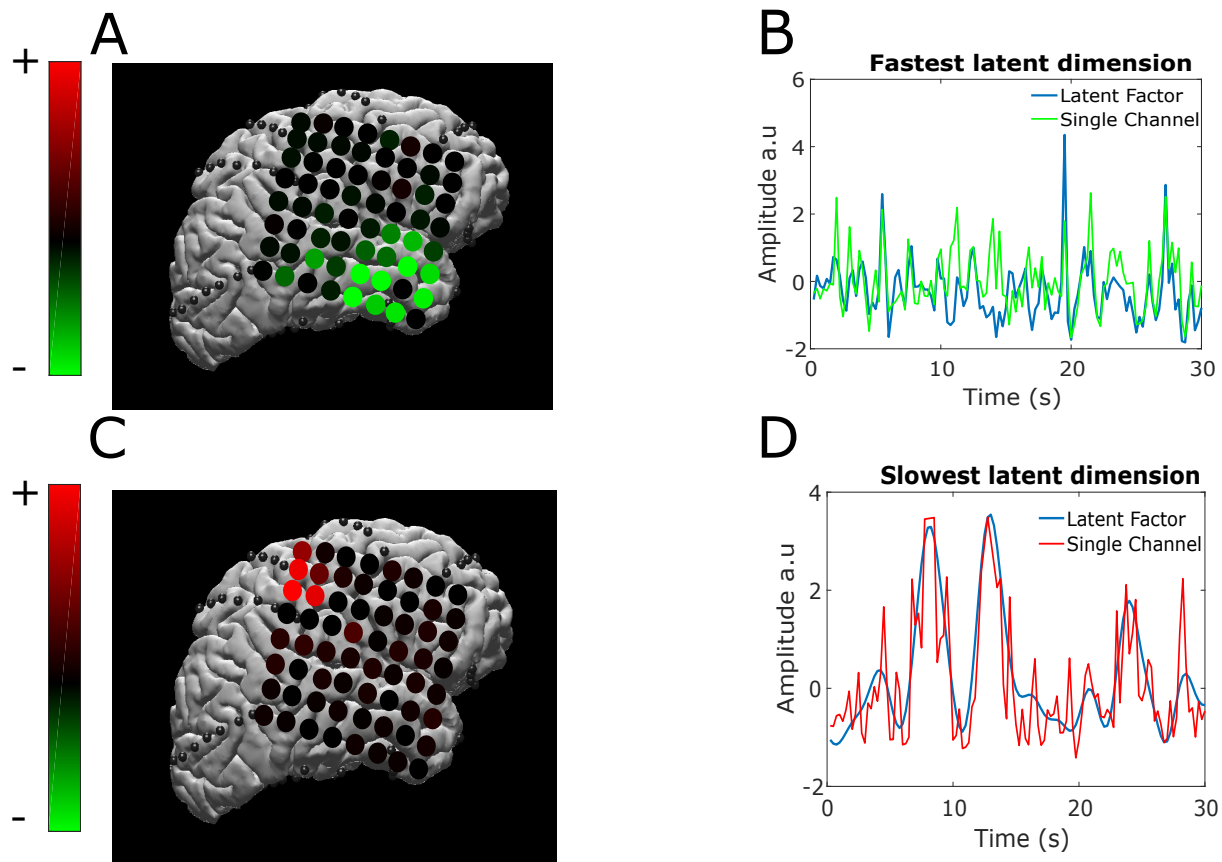 A
+
-
B
Fastest latent dimension
Latent Factor
Single Channel
Amplitude a.u
6
4
2
0
-2
0 10 20 30
Time (s)
C
+
-
D
Slowest latent dimension
Latent Factor
Single Channel
Amplitude a.u
4
2
0
-2
0 10 20 30
Time (s)